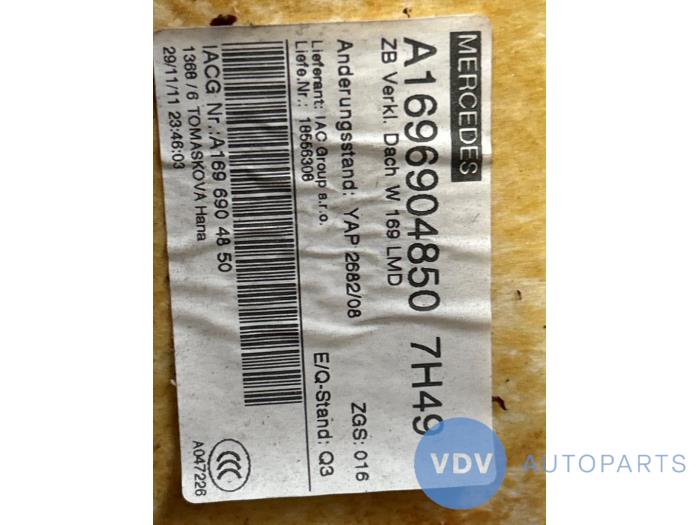 MERCEDES
A1696904850 7H49
ZB Verkl. Dach W 169 LMD
Änderungsstand: YAP 2682/08 ZGS: 016
Lieferant: IAC Group s.r.o. E/Q-Stand: Q3
Liefe.Nr.: 18556306
IACG Nr.:A169 690 48 50
1368 /6 TOMASKOVA Hana
29/11/11 23:46:03
CCC
A047226
VDV AUTOPARTS